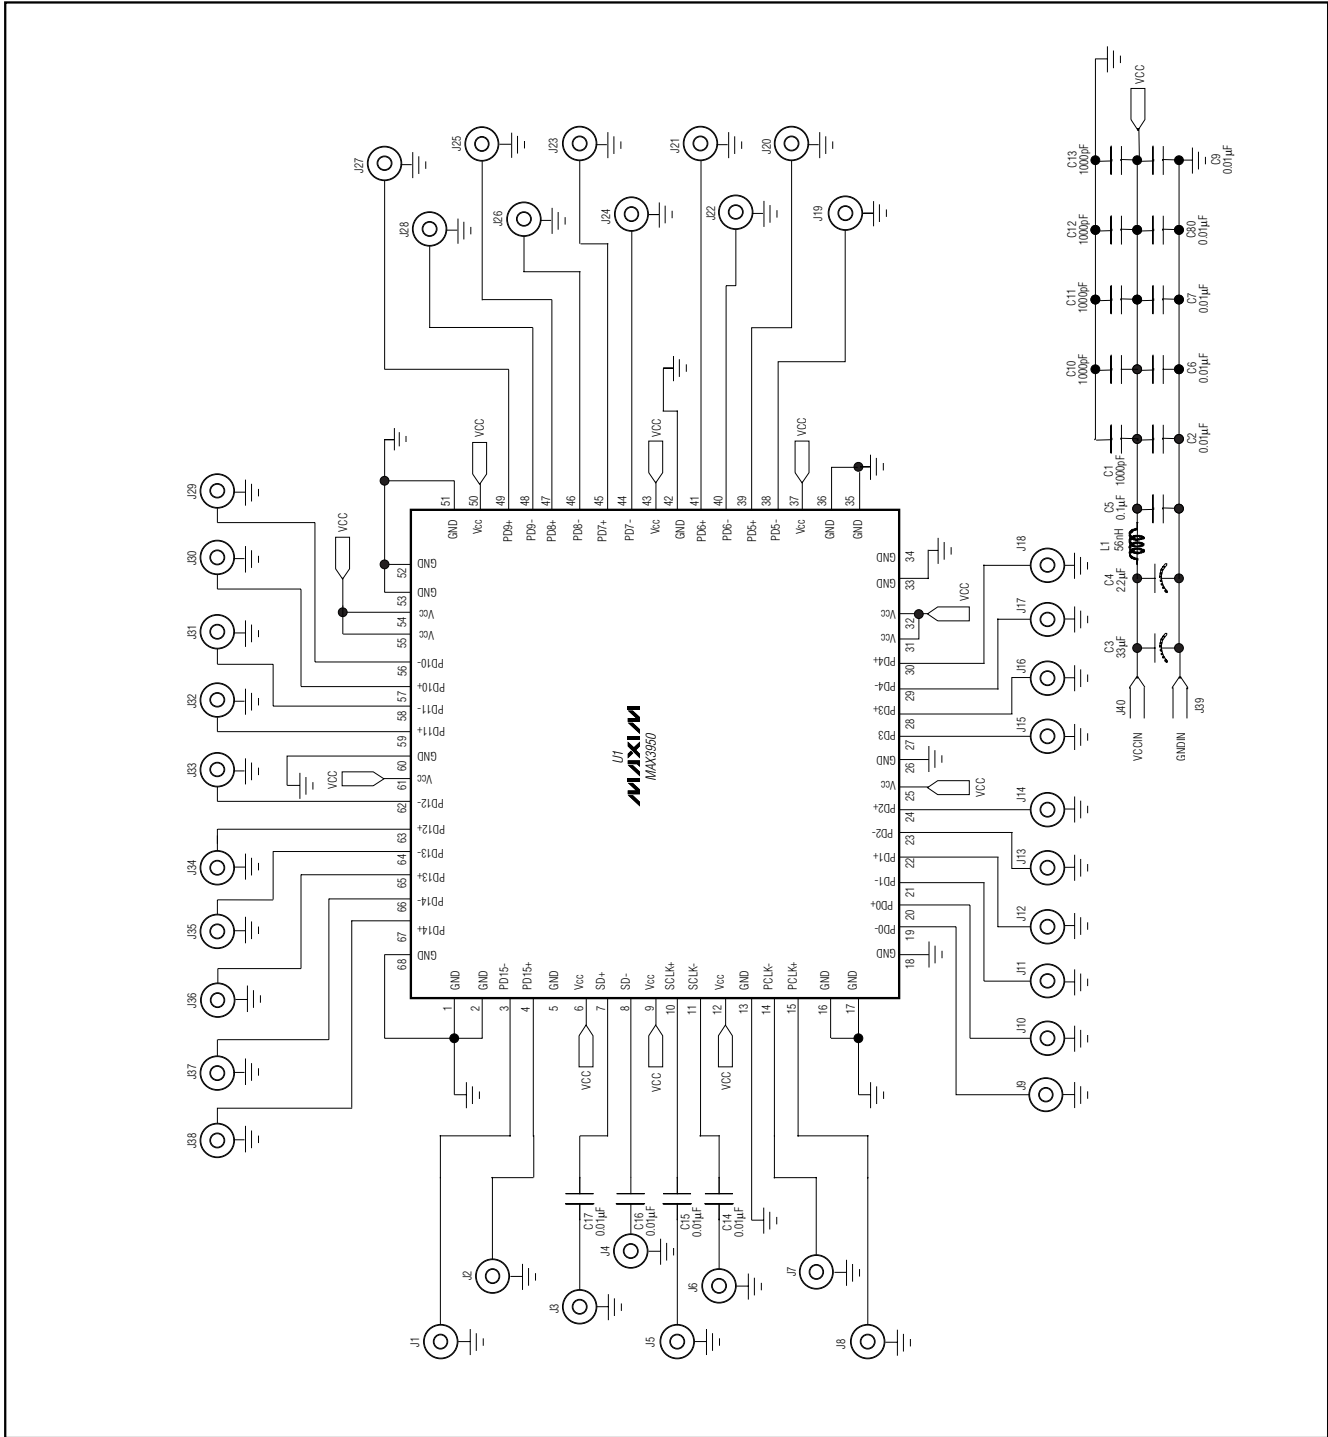 VCC
C13
1000pF
C9
0.01µF
C12
1000pF
C80
0.01µF
C11
1000pF
C7
0.01µF
C10
1000pF
C6
0.01µF
C1
1000pF
C2
0.01µF
C5
0.1µF
L1
56nH
C4
2.2µF
C3
33µF
J40
VCCIN
J39
GNDIN
J27
J25
J23
J21
J20
J28
J26
J24
J22
J19
VCC
VCC
VCC
51
50
49
48
47
46
45
44
43
42
41
40
39
38
37
36
35
GND
Vcc
PD9+
PD9-
PD8+
PD8-
PD7+
PD7-
Vcc
GND
PD6+
PD6-
PD5+
PD5-
Vcc
GND
GND
J29
J30
J31
J32
J33
J34
J35
J36
J37
J38
VCC
VCC
52 GND
53 GND
54 Vcc
55 Vcc
56 PD10-
57 PD10+
58 PD11-
59 PD11+
60 GND
61 Vcc
62 PD12-
63 PD12+
64 PD13-
65 PD13+
66 PD14-
67 PD14+
68 GND
U1
MAXIM
MAX3950
GND 34
GND 33
Vcc 32
Vcc 31
PD4+ 30
PD4- 29
PD3+ 28
PD3 27
GND 26
Vcc 25
PD2+ 24
PD2- 23
PD1+ 22
PD1- 21
PD0+ 20
PD0- 19
GND 18
VCC
VCC
J18
J17
J16
J15
J14
J13
J12
J11
J10
J9
GND
GND
PD15-
PD15+
GND
Vcc
SD+
SD-
Vcc
SCLK+
SCLK-
Vcc
GND
PCLK-
PCLK+
GND
GND
1
2
3
4
5
6
7
8
9
10
11
12
13
14
15
16
17
VCC
VCC
VCC
C17
0.01µF
C16
0.01µF
C15
0.01µF
C14
0.01µF
J1
J2
J3
J4
J5
J6
J7
J8